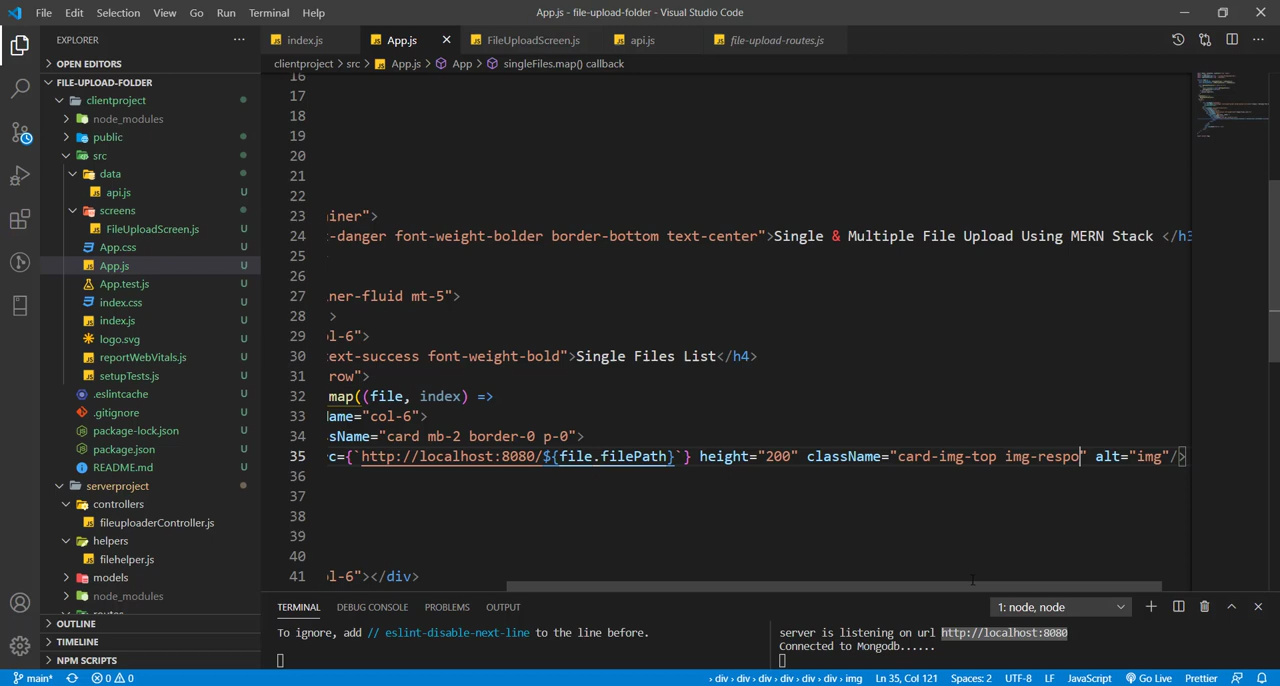 File Edit Selection View Go Run Terminal Help App.js - file-upload-folder - Visual Studio Code
EXPLORER ...
index.js App.js FileUploadScreen.js api.js file-upload-routes.js
clientproject > src > App.js > App > singleFiles.map() callback
OPEN EDITORS
FILE-UPLOAD-FOLDER
clientproject
node_modules
public
src
data
api.js U
screens
FileUploadScreen.js U
App.css U
App.js U
App.test.js U
index.css U
index.js U
logo.svg U
reportWebVitals.js U
setupTests.js U
.eslintcache U
.gitignore U
package-lock.json U
package.json U
README.md U
serverproject
controllers
fileuploaderController.js
helpers
filehelper.js
models
node_modules
routes
OUTLINE
TIMELINE
NPM SCRIPTS
16
17
18
19
20
21
22
23 iner">
24 -danger font-weight-bolder border-bottom text-center">Single & Multiple File Upload Using MERN Stack </h3
25
26
27 ner-fluid mt-5">
28 >
29 l-6">
30 ext-success font-weight-bold">Single Files List</h4>
31 row">
32 map((file, index) =>
33 ame="col-6">
34 sName="card mb-2 border-0 p-0">
35 rc={`http://localhost:8080/${file.filePath}`} height="200" className="card-img-top img-respo" alt="img"/>
36
37
38
39
40
41 l-6"></div>
TERMINAL DEBUG CONSOLE PROBLEMS OUTPUT 1: node, node
To ignore, add // eslint-disable-next-line to the line before.
server is listening on url http://localhost:8080
Connected to Mongodb......
main* 0 0 › div › div › div › div › div › div › img Ln 35, Col 121 Spaces: 2 UTF-8 LF JavaScript Go Live Prettier